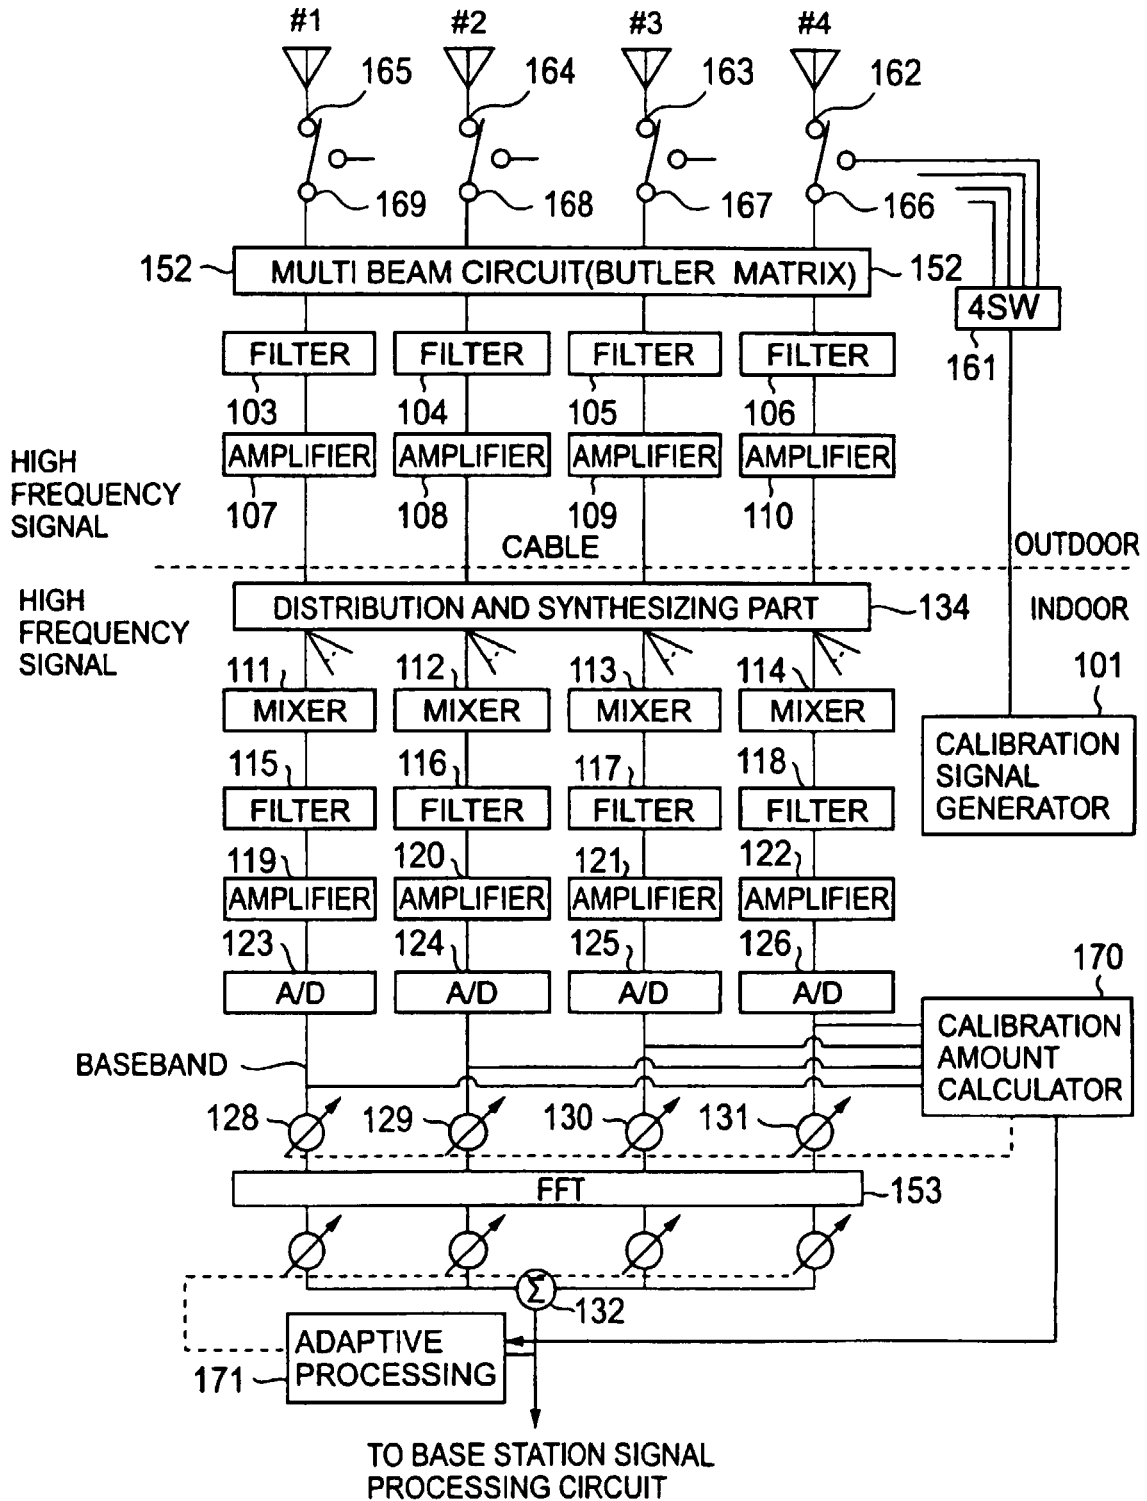 #1 #2 #3 #4
165 164 163 162
169 168 167 166
152 MULTI BEAM CIRCUIT(BUTLER MATRIX) 152
4SW
161
FILTER FILTER FILTER FILTER
103 104 105 106
AMPLIFIER AMPLIFIER AMPLIFIER AMPLIFIER
107 108 109 110
HIGH
FREQUENCY
SIGNAL
CABLE
OUTDOOR
HIGH
FREQUENCY
SIGNAL
DISTRIBUTION AND SYNTHESIZING PART 134
INDOOR
111 112 113 114
MIXER MIXER MIXER MIXER
101
CALIBRATION
SIGNAL
GENERATOR
115 116 117 118
FILTER FILTER FILTER FILTER
119 120 121 122
AMPLIFIER AMPLIFIER AMPLIFIER AMPLIFIER
123 124 125 126
A/D A/D A/D A/D
170
CALIBRATION
AMOUNT
CALCULATOR
BASEBAND
128 129 130 131
FFT 153
Σ
132
ADAPTIVE
PROCESSING
171
TO BASE STATION SIGNAL
PROCESSING CIRCUIT